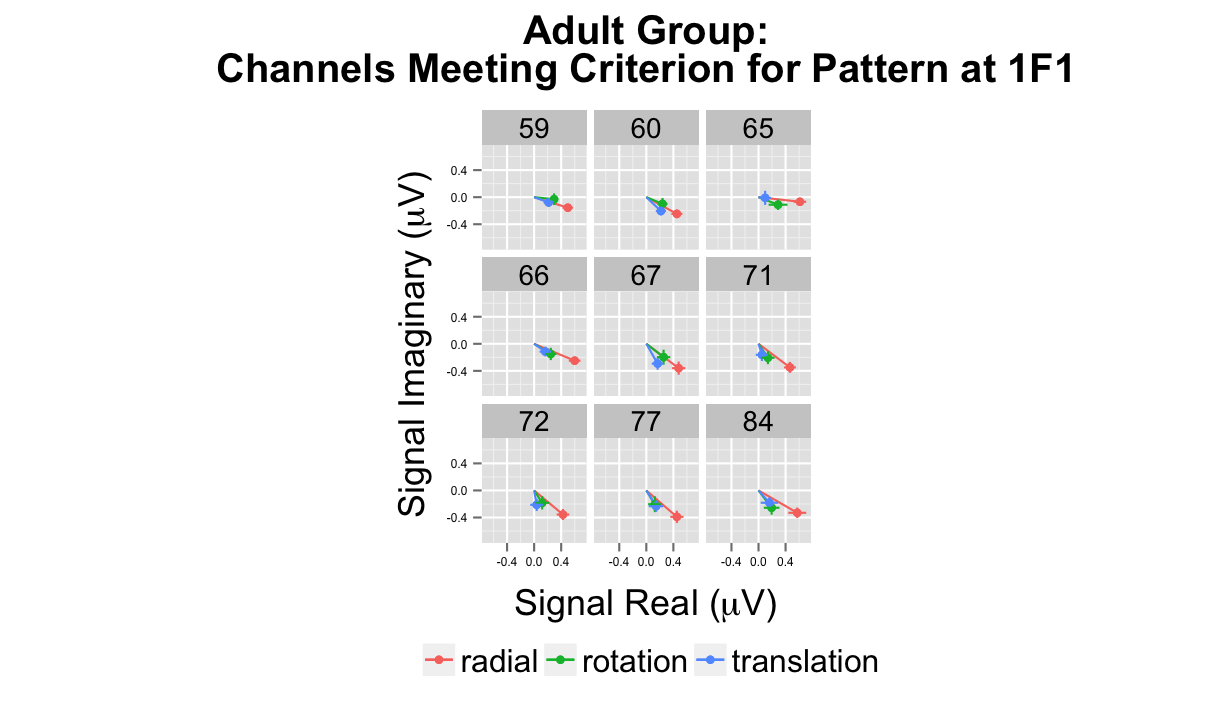 Adult Group:
Channels Meeting Criterion for Pattern at 1F1
Signal Imaginary (μV)
59 60 65
0.4
0.0
-0.4
66 67 71
0.4
0.0
-0.4
72 77 84
0.4
0.0
-0.4
-0.4 0.0 0.4 -0.4 0.0 0.4 -0.4 0.0 0.4
Signal Real (μV)
radial rotation translation